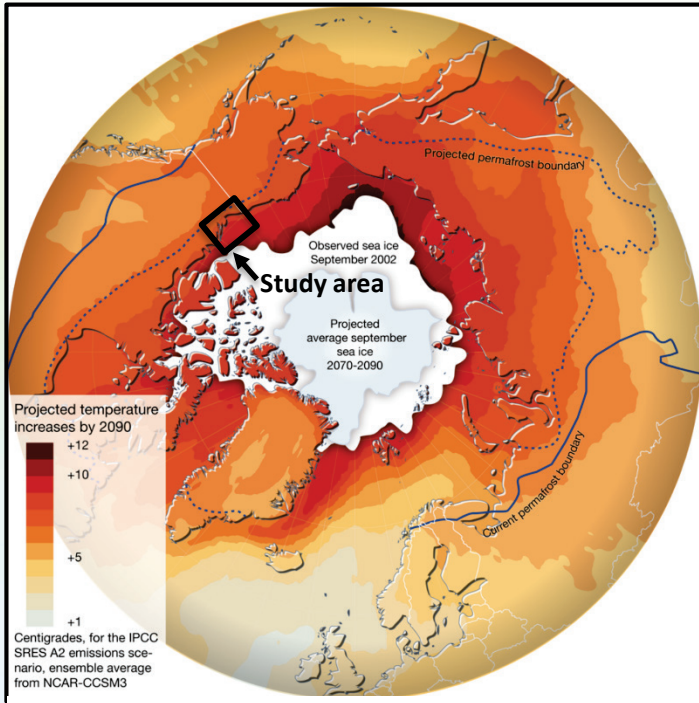 Projected permafrost boundary
Observed sea ice
September 2002
Study area
Projected
average september
sea ice
2070-2090
Current permafrost boundary
Projected temperature
increases by 2090
+12
+10
+5
+1
Centigrades, for the IPCC
SRES A2 emissions sce-
nario, ensemble average
from NCAR-CCSM3